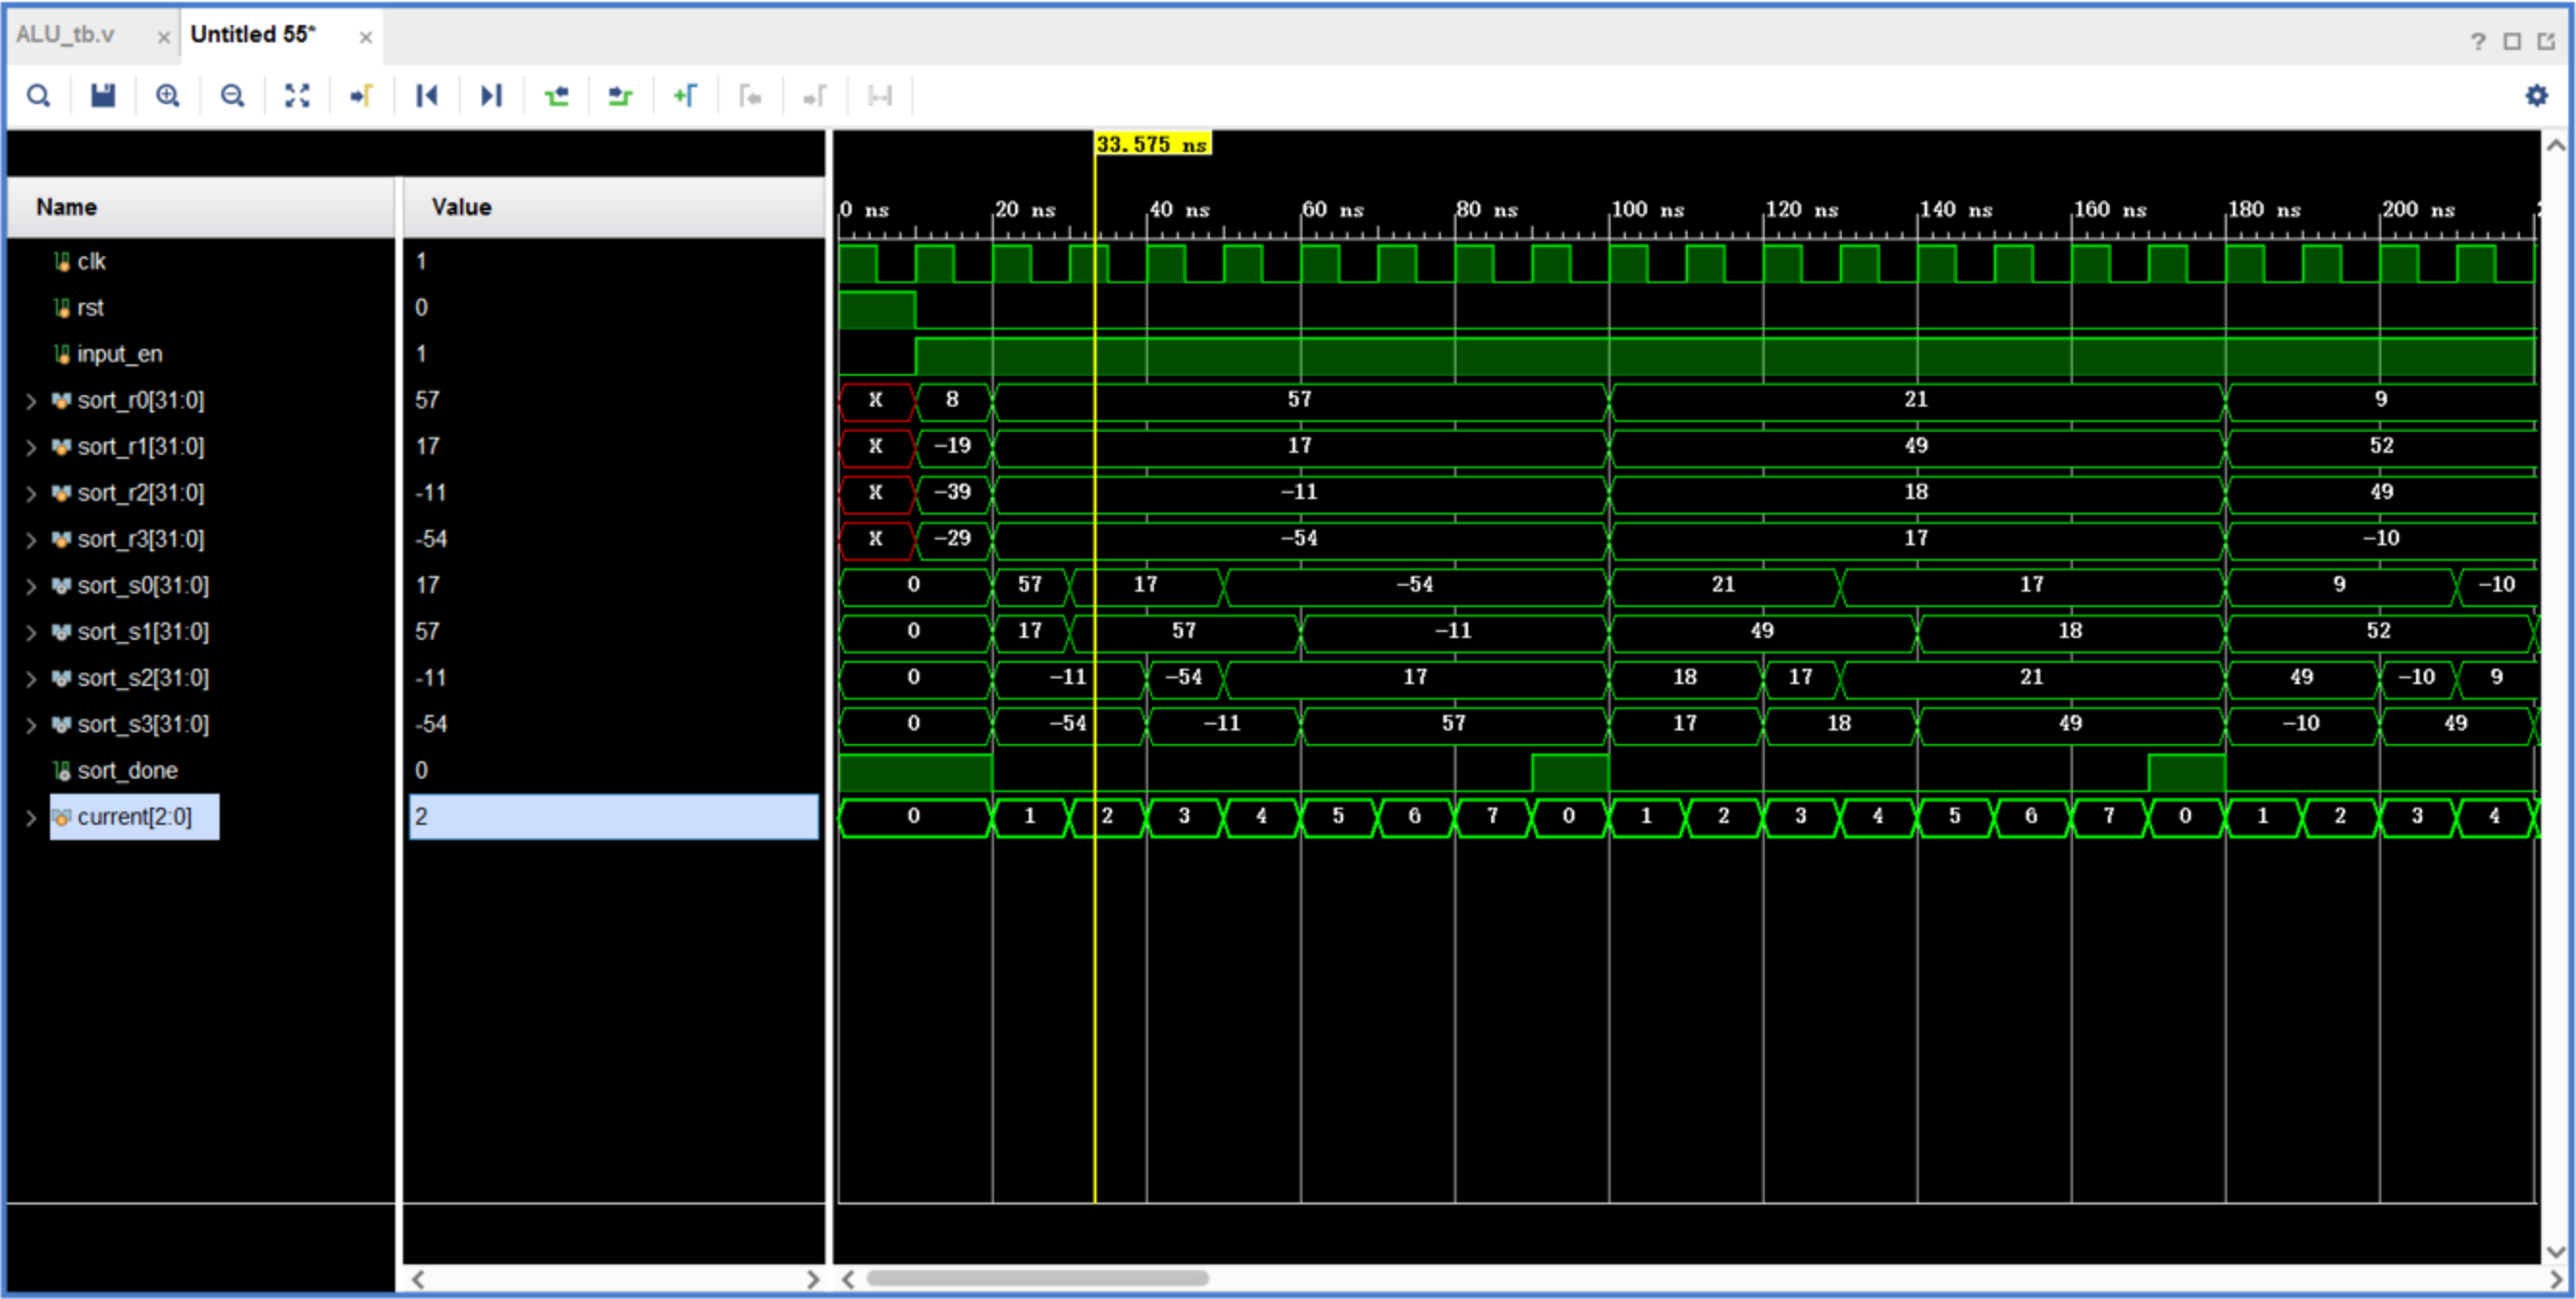 ALU_tb.v × Untitled 55* × ?
33.575 ns
Name Value 0 ns 20 ns 40 ns 60 ns 80 ns 100 ns 120 ns 140 ns 160 ns 180 ns 200 ns
clk 1
rst 0
input_en 1
sort_r0[31:0] 57 X 8 57 21 9
sort_r1[31:0] 17 X -19 17 49 52
sort_r2[31:0] -11 X -39 -11 18 49
sort_r3[31:0] -54 X -29 -54 17 -10
sort_s0[31:0] 17 0 57 17 -54 21 17 9 -10
sort_s1[31:0] 57 0 17 57 -11 49 18 52
sort_s2[31:0] -11 0 -11 -54 17 18 17 21 49 -10 9
sort_s3[31:0] -54 0 -54 -11 57 17 18 49 -10 49
sort_done 0
current[2:0] 2 0 1 2 3 4 5 6 7 0 1 2 3 4 5 6 7 0 1 2 3 4